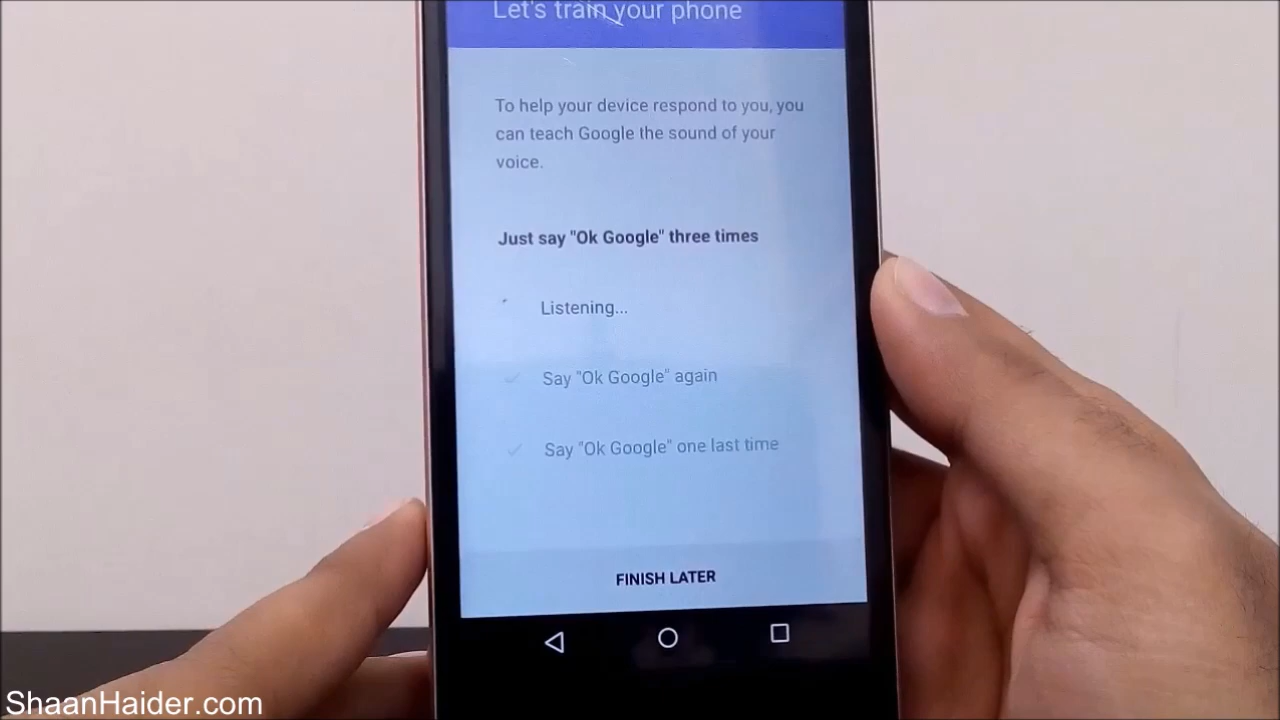 Let's train your phone
To help your device respond to you, you
can teach Google the sound of your
voice.
Just say "Ok Google" three times
Listening...
Say "Ok Google" again
Say "Ok Google" one last time
FINISH LATER
ShaanHaider.com